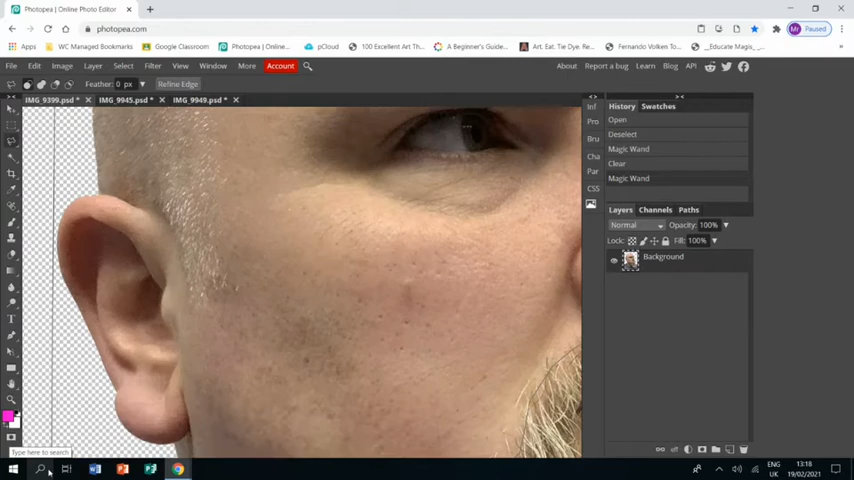 Photopea | Online Photo Editor
photopea.com
Mr Paused
Apps WC Managed Bookmarks Google Classroom Photopea | Online... pCloud 100 Excellent Art Th... A Beginner's Guide... Art. Eat. Tie Dye. Re... Fernando Volken To... __Educate Magis_-...
File Edit Image Layer Select Filter View Window More Account About Report a bug Learn Blog API
Feather: 0 px Refine Edge
IMG_9399.psd * IMG_9945.psd * IMG_9949.psd *
Inf
Pro
Bru
Cha
Par
CSS
History Swatches
Open
Deselect
Magic Wand
Clear
Magic Wand
Layers Channels Paths
Normal Opacity: 100%
Lock: Fill: 100%
Background
Type here to search
ENG
UK
13:18
19/02/2021